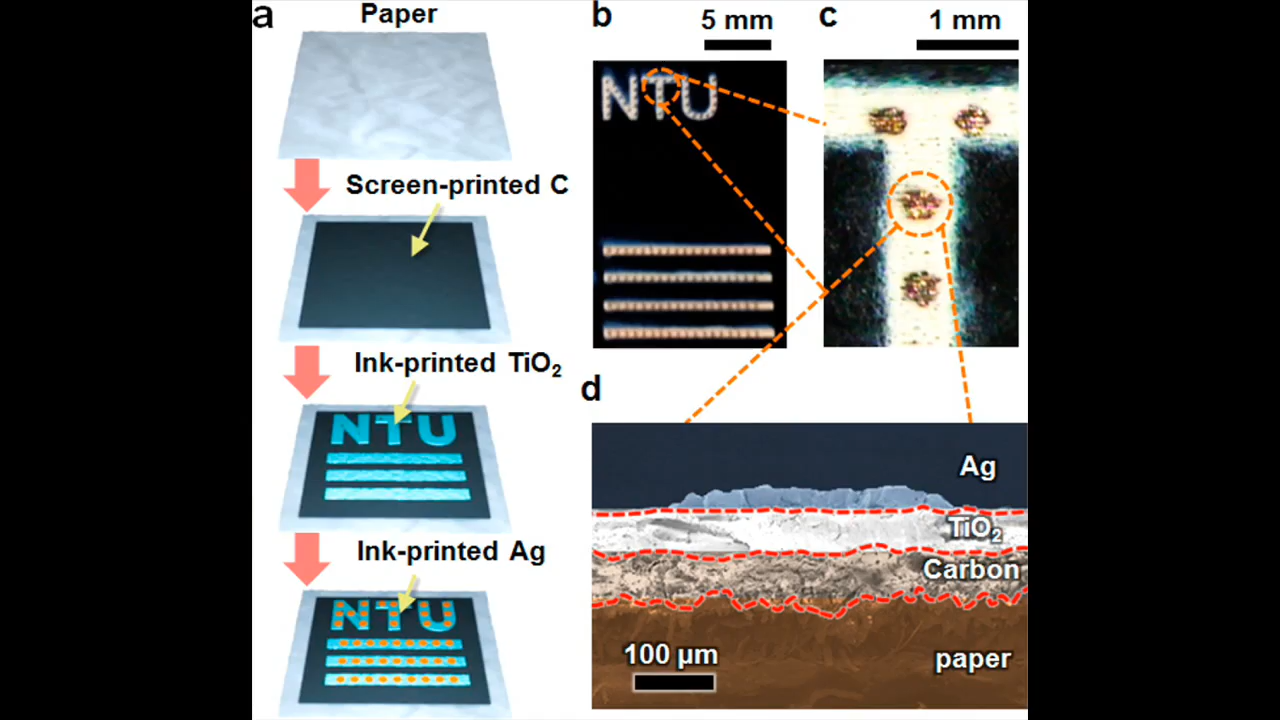 a
Paper
Screen-printed C
Ink-printed TiO₂
NTU
Ink-printed Ag
NTU
b
5 mm
NTU
c
1 mm
d
Ag
TiO₂
Carbon
100 µm
paper